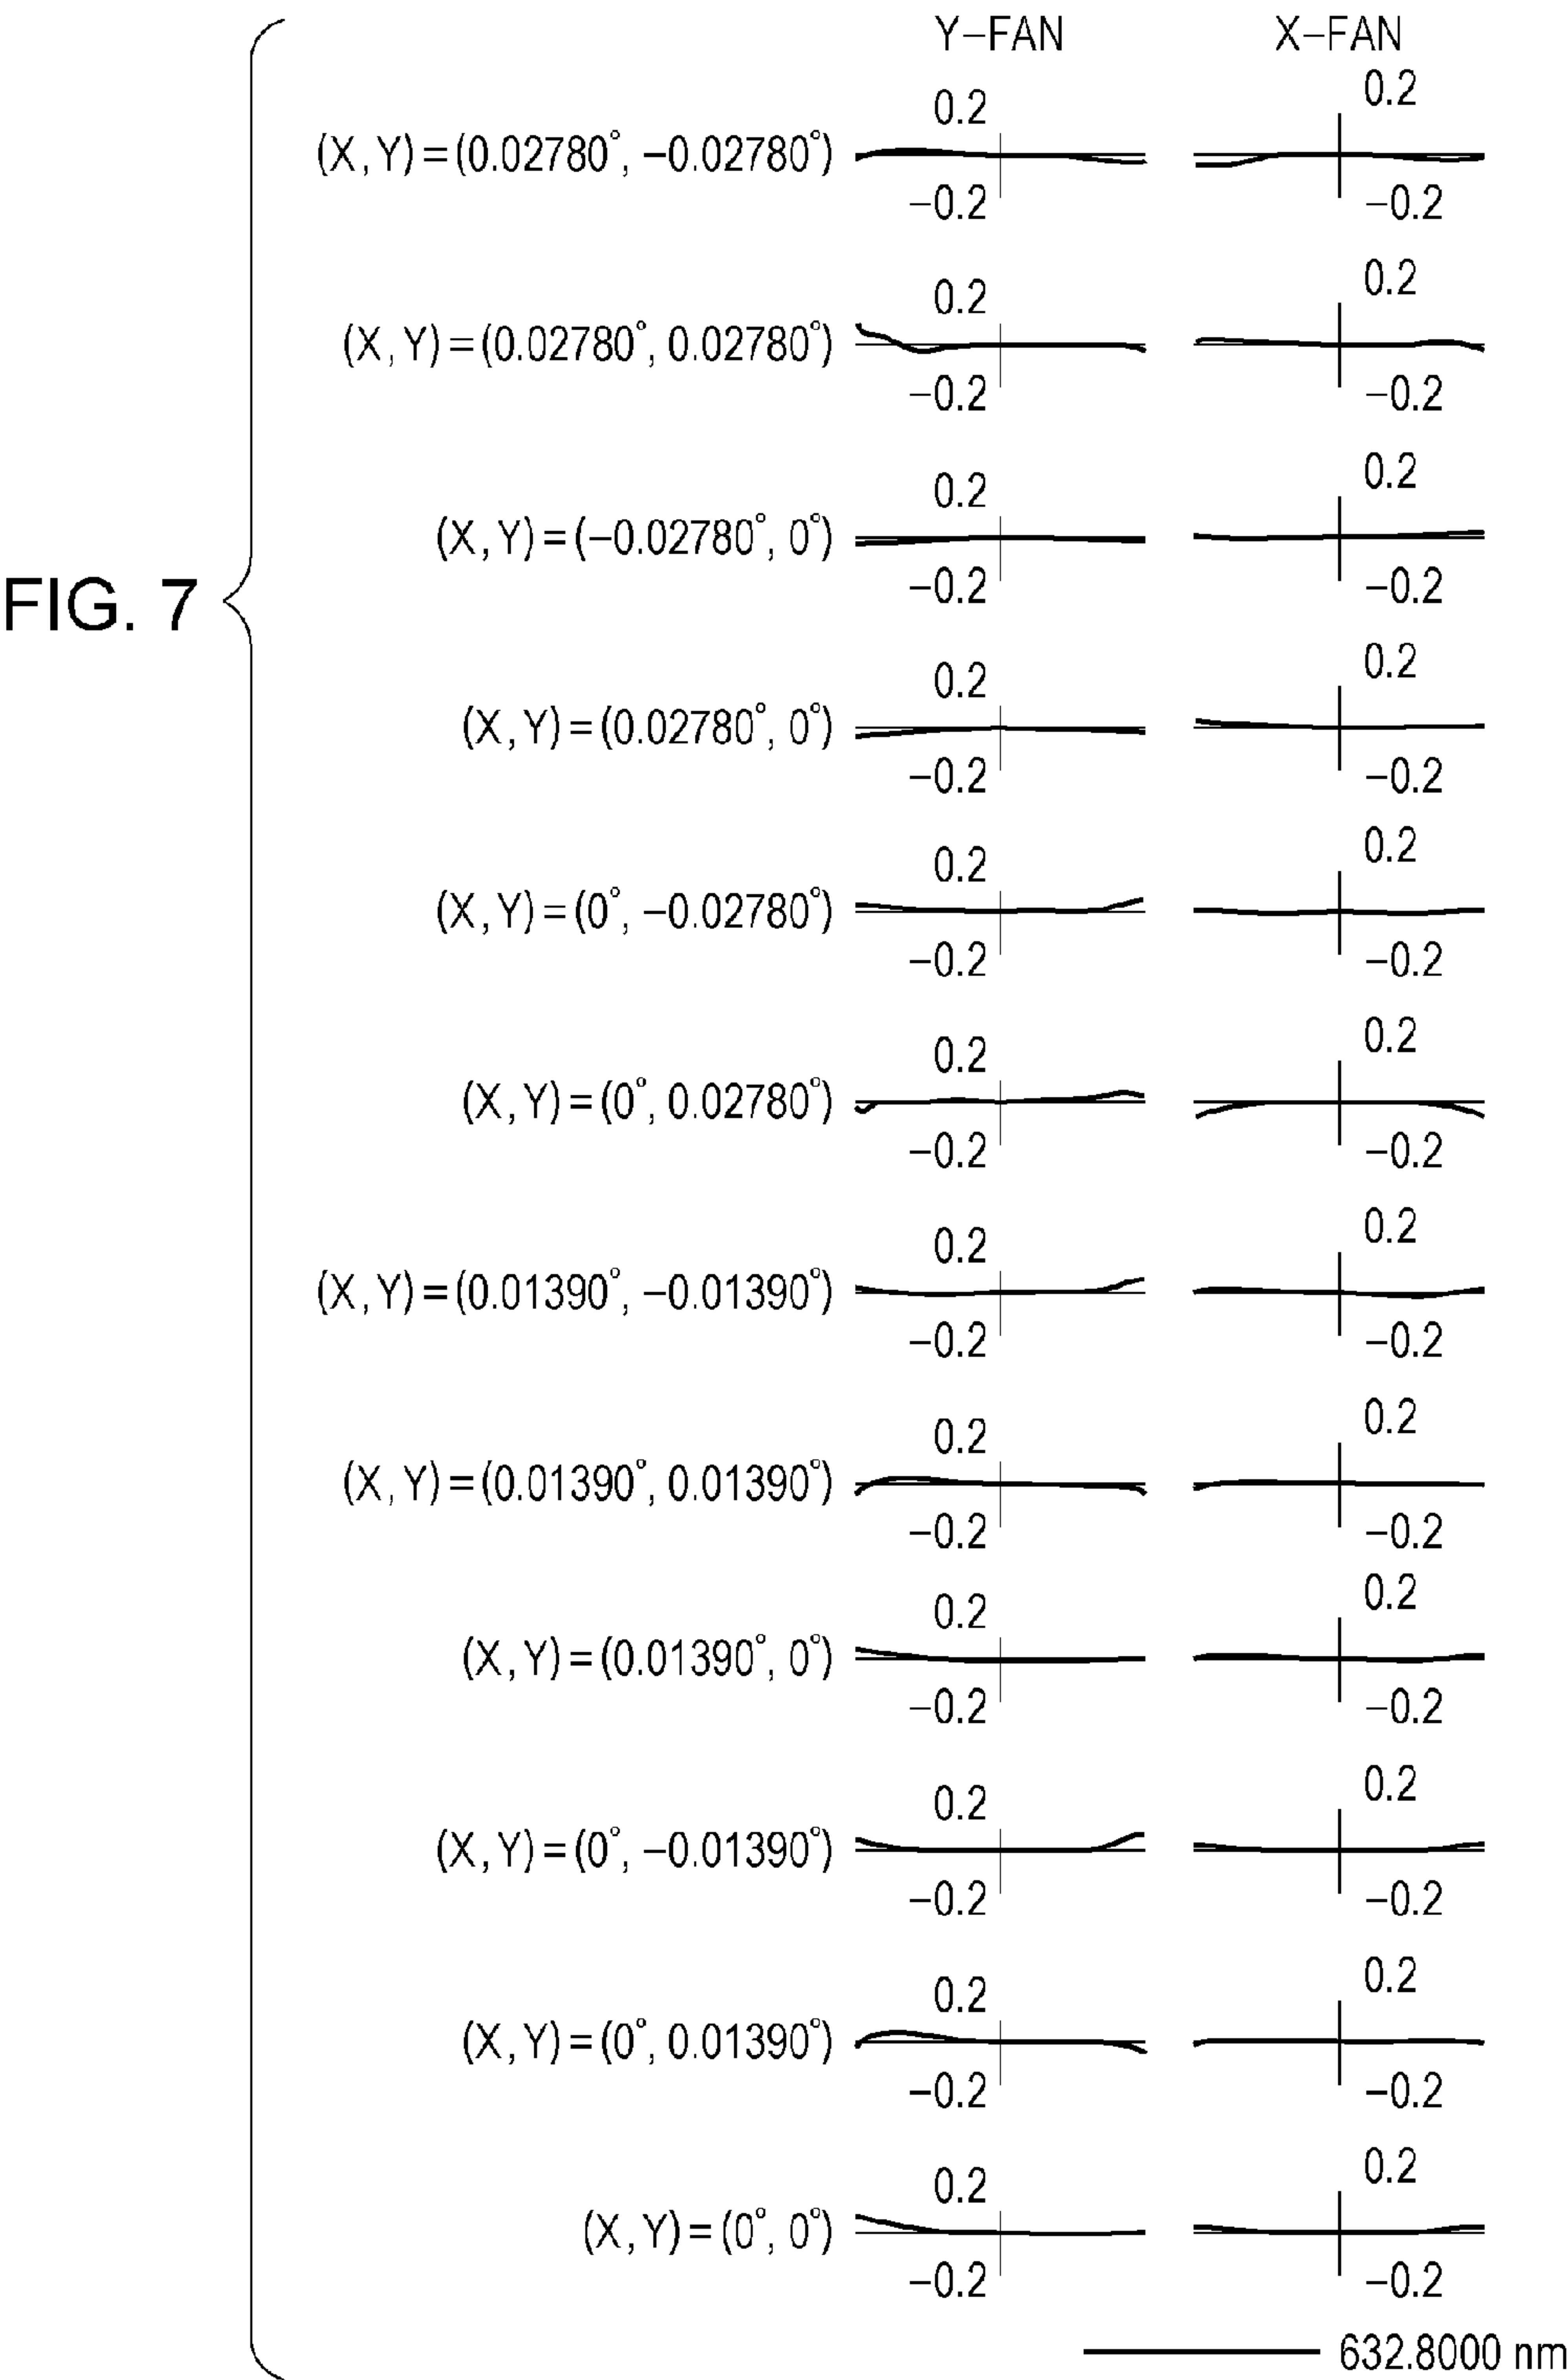 Y–FAN X–FAN
0.2 0.2
(X, Y) = (0.02780°, –0.02780°)
–0.2 –0.2
0.2 0.2
(X, Y) = (0.02780°, 0.02780°)
–0.2 –0.2
0.2 0.2
(X, Y) = (–0.02780°, 0°)
–0.2 –0.2
FIG. 7
0.2 0.2
(X, Y) = (0.02780°, 0°)
–0.2 –0.2
0.2 0.2
(X, Y) = (0°, –0.02780°)
–0.2 –0.2
0.2 0.2
(X, Y) = (0°, 0.02780°)
–0.2 –0.2
0.2 0.2
(X, Y) = (0.01390°, –0.01390°)
–0.2 –0.2
0.2 0.2
(X, Y) = (0.01390°, 0.01390°)
–0.2 –0.2
0.2 0.2
(X, Y) = (0.01390°, 0°)
–0.2 –0.2
0.2 0.2
(X, Y) = (0°, –0.01390°)
–0.2 –0.2
0.2 0.2
(X, Y) = (0°, 0.01390°)
–0.2 –0.2
0.2 0.2
(X, Y) = (0°, 0°)
–0.2 –0.2
632.8000 nm